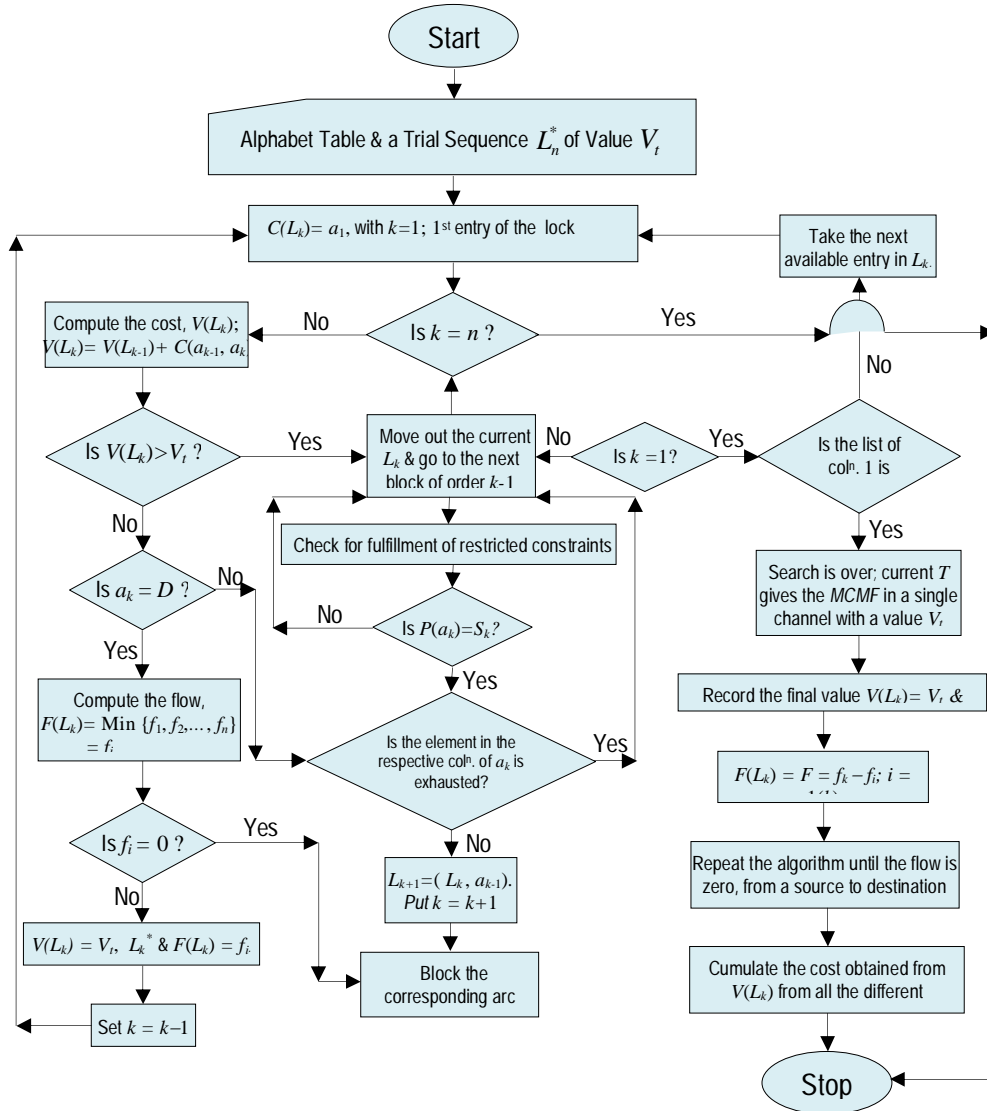 Start
Alphabet Table & a Trial Sequence L*n of Value Vt
C(Lk)= a1, with k=1; 1st entry of the lock
Take the next
available entry in Lk.
Compute the cost, V(Lk);
V(Lk)= V(Lk-1)+ C(ak-1, ak
No
Is k = n ?
Yes
No
Is V(Lk)>Vt ?
Yes
Move out the current
Lk & go to the next
block of order k-1
No
Is k =1?
Yes
Is the list of
coln. 1 is
No
Check for fulfillment of restricted constraints
Yes
Is ak = D ?
No
No
Is P(ak)=Sk?
Search is over; current T
gives the MCMF in a single
channel with a value Vt
Yes
Yes
Compute the flow,
F(Lk)= Min {f1, f2,..., fn}
= fi
Is the element in the
respective coln. of ak is
exhausted?
Yes
Record the final value V(Lk)= Vt &
F(Lk) = F = fk – fi; i =
Is fi = 0 ?
Yes
No
No
Lk+1=( Lk, ak-1).
Put k = k+1
Repeat the algorithm until the flow is
zero, from a source to destination
V(Lk) = Vt, Lk* & F(Lk) = fi.
Block the
corresponding arc
Cumulate the cost obtained from
V(Lk) from all the different
Set k = k–1
Stop